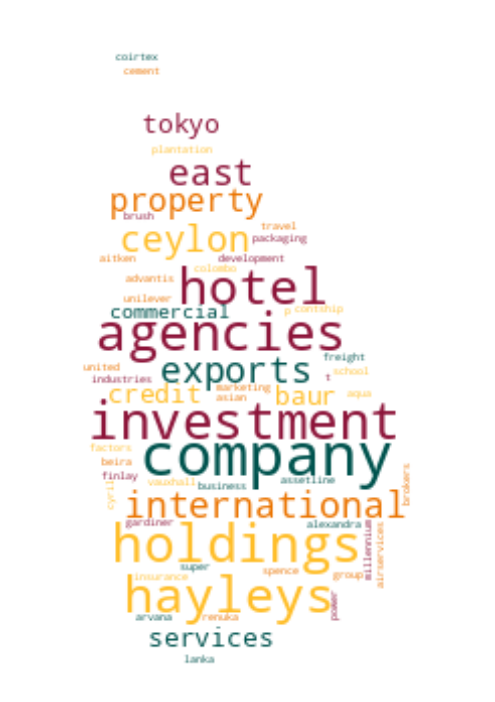 coirtex
cement
tokyo
plantation
east
property
brush
travel
ceylon
packaging
aitken
development
colombo
advantis
hotel
unilever
commercial
p
contship
agencies
freight
exports
united
school
industries
t
credit
marketing
asian
baur
aqua
investment
company
factors
beira
finlay
vauxhall
business
assetline
brokers
cyril
international
gardiner
alexandra
millennium
airservices
holdings
super
spence
insurance
group
hayleys
power
arvana
renuka
services
lanka